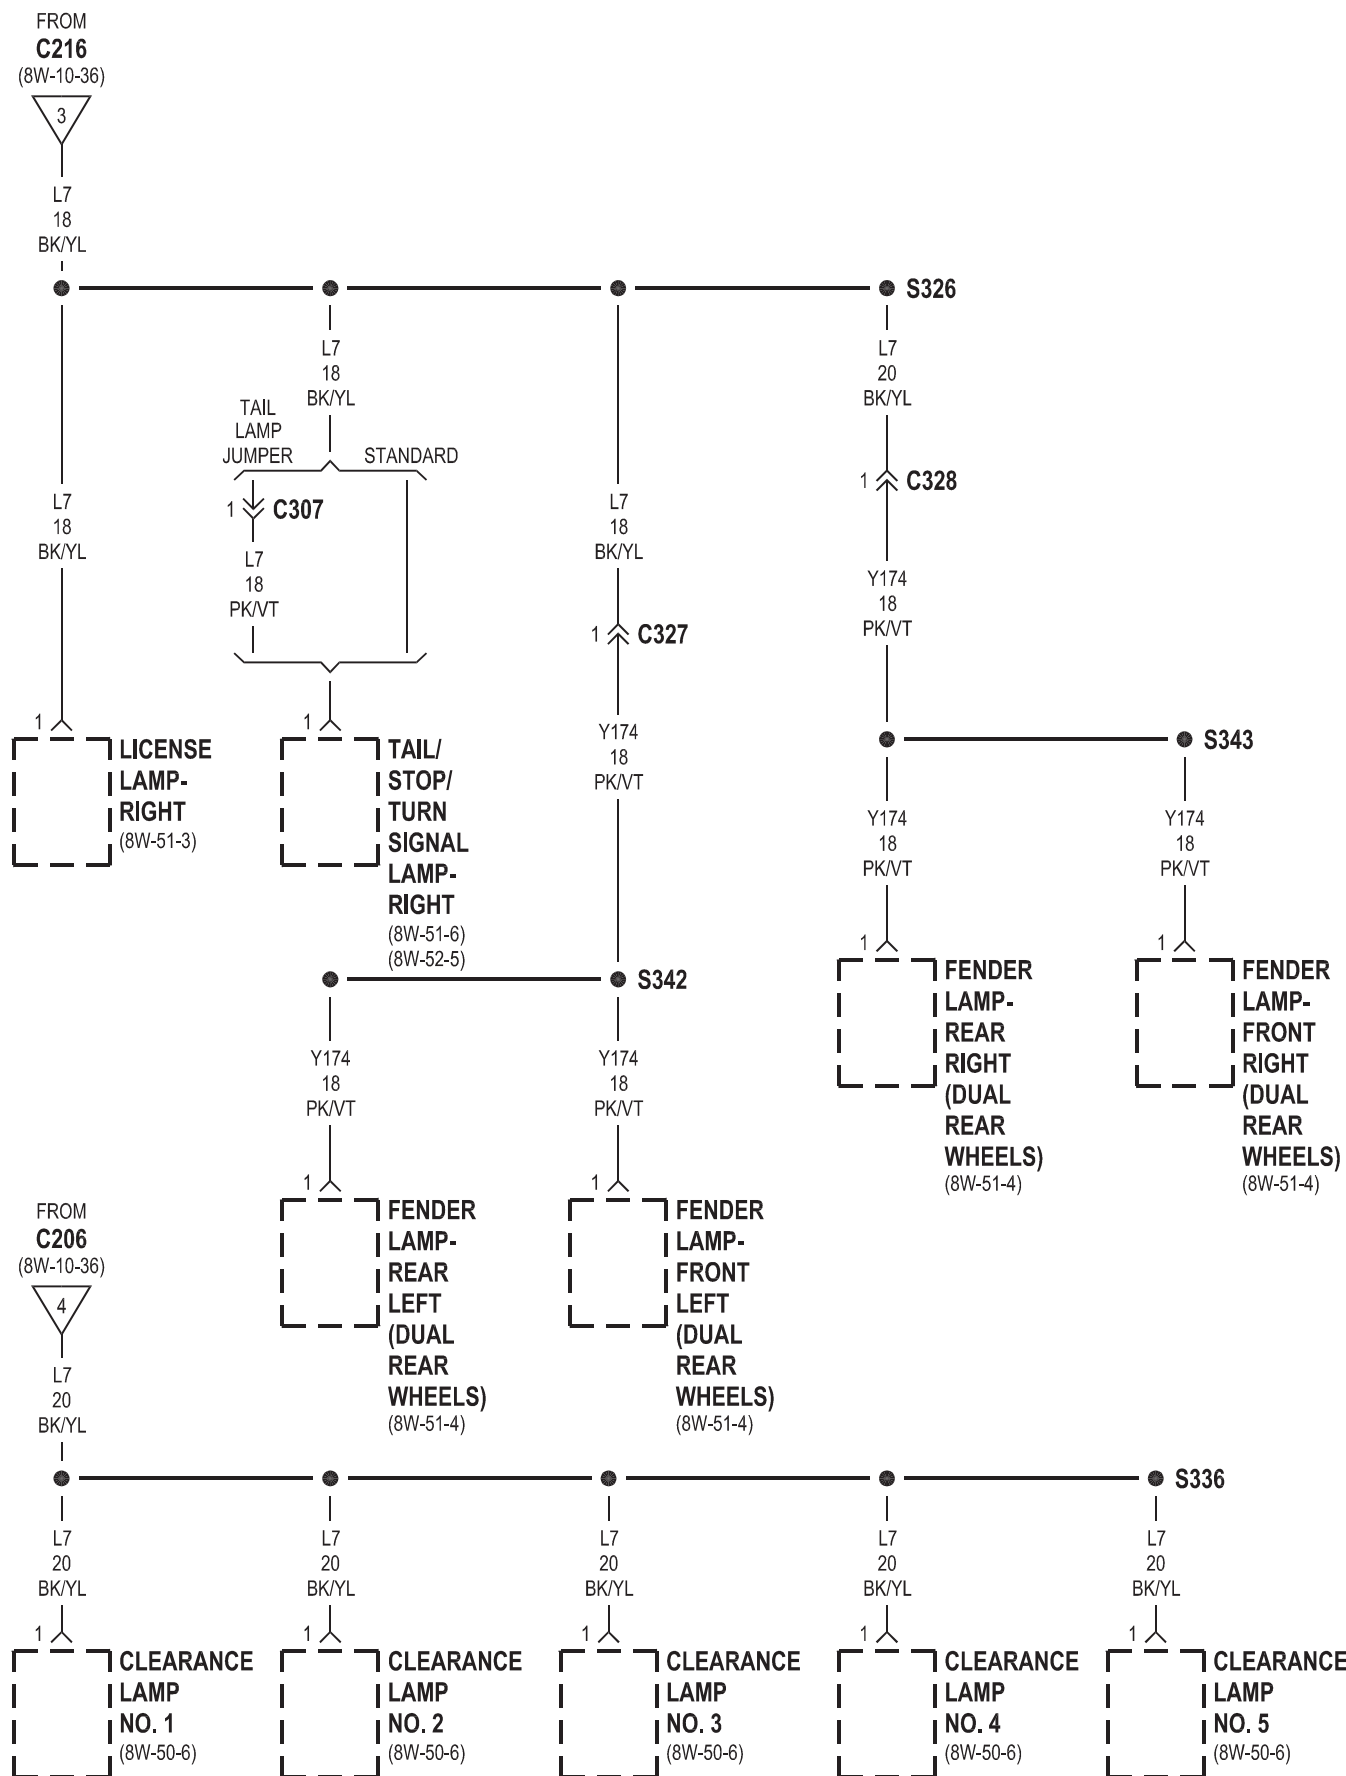 FROM
C216
(8W-10-36)
3
L7
18
BK/YL
S326
L7
18
BK/YL
L7
18
BK/YL
TAIL
LAMP
JUMPER
STANDARD
1
C307
L7
18
PK/VT
L7
18
BK/YL
1
C327
Y174
18
PK/VT
L7
20
BK/YL
1
C328
Y174
18
PK/VT
S343
1
LICENSE
LAMP-
RIGHT
(8W-51-3)
1
TAIL/
STOP/
TURN
SIGNAL
LAMP-
RIGHT
(8W-51-6)
(8W-52-5)
Y174
18
PK/VT
Y174
18
PK/VT
S342
1
FENDER
LAMP-
REAR
RIGHT
(DUAL
REAR
WHEELS)
(8W-51-4)
1
FENDER
LAMP-
FRONT
RIGHT
(DUAL
REAR
WHEELS)
(8W-51-4)
Y174
18
PK/VT
Y174
18
PK/VT
1
FENDER
LAMP-
REAR
LEFT
(DUAL
REAR
WHEELS)
(8W-51-4)
1
FENDER
LAMP-
FRONT
LEFT
(DUAL
REAR
WHEELS)
(8W-51-4)
FROM
C206
(8W-10-36)
4
L7
20
BK/YL
S336
L7
20
BK/YL
L7
20
BK/YL
L7
20
BK/YL
L7
20
BK/YL
L7
20
BK/YL
1
CLEARANCE
LAMP
NO. 1
(8W-50-6)
1
CLEARANCE
LAMP
NO. 2
(8W-50-6)
1
CLEARANCE
LAMP
NO. 3
(8W-50-6)
1
CLEARANCE
LAMP
NO. 4
(8W-50-6)
1
CLEARANCE
LAMP
NO. 5
(8W-50-6)